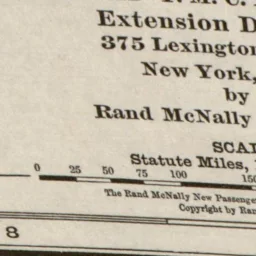 Y. M. C.
Extension D
375 Lexington
New York,
by
Rand McNally
SCAL
Statute Miles,
0 25 50 75 100 150
The Rand McNally New Passenge
Copyright by Ran
8